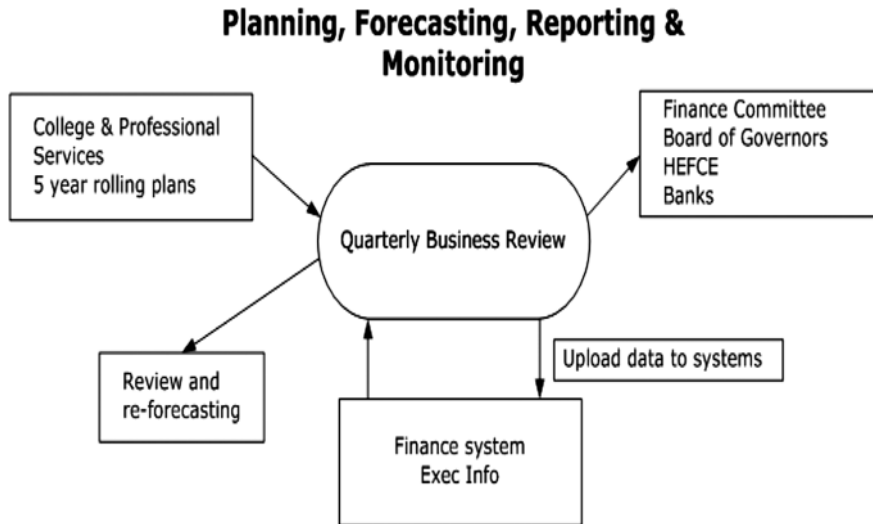 Planning, Forecasting, Reporting &
Monitoring
College & Professional
Services
5 year rolling plans
Finance Committee
Board of Governors
HEFCE
Banks
Quarterly Business Review
Review and
re-forecasting
Upload data to systems
Finance system
Exec Info